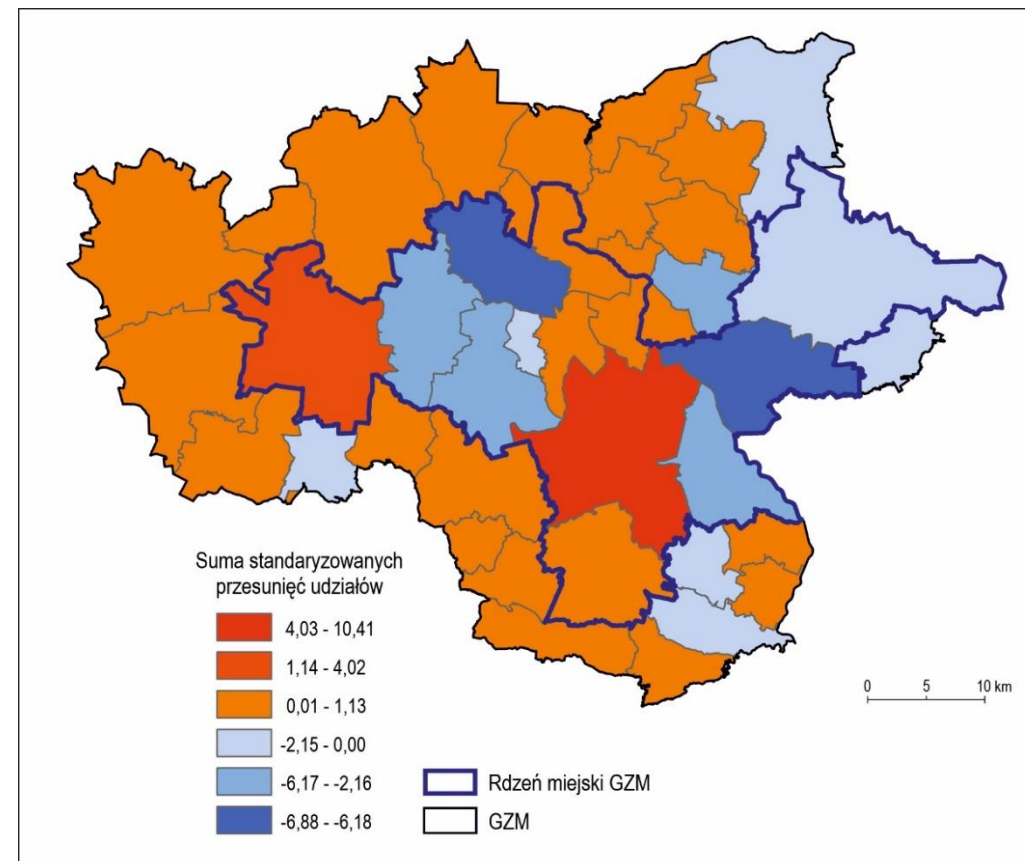 Suma standaryzowanych
przesunięć udziałów
4,03 - 10,41
1,14 - 4,02
0,01 - 1,13
-2,15 - 0,00
-6,17 - -2,16
-6,88 - -6,18
Rdzeń miejski GZM
GZM
0 5 10 km